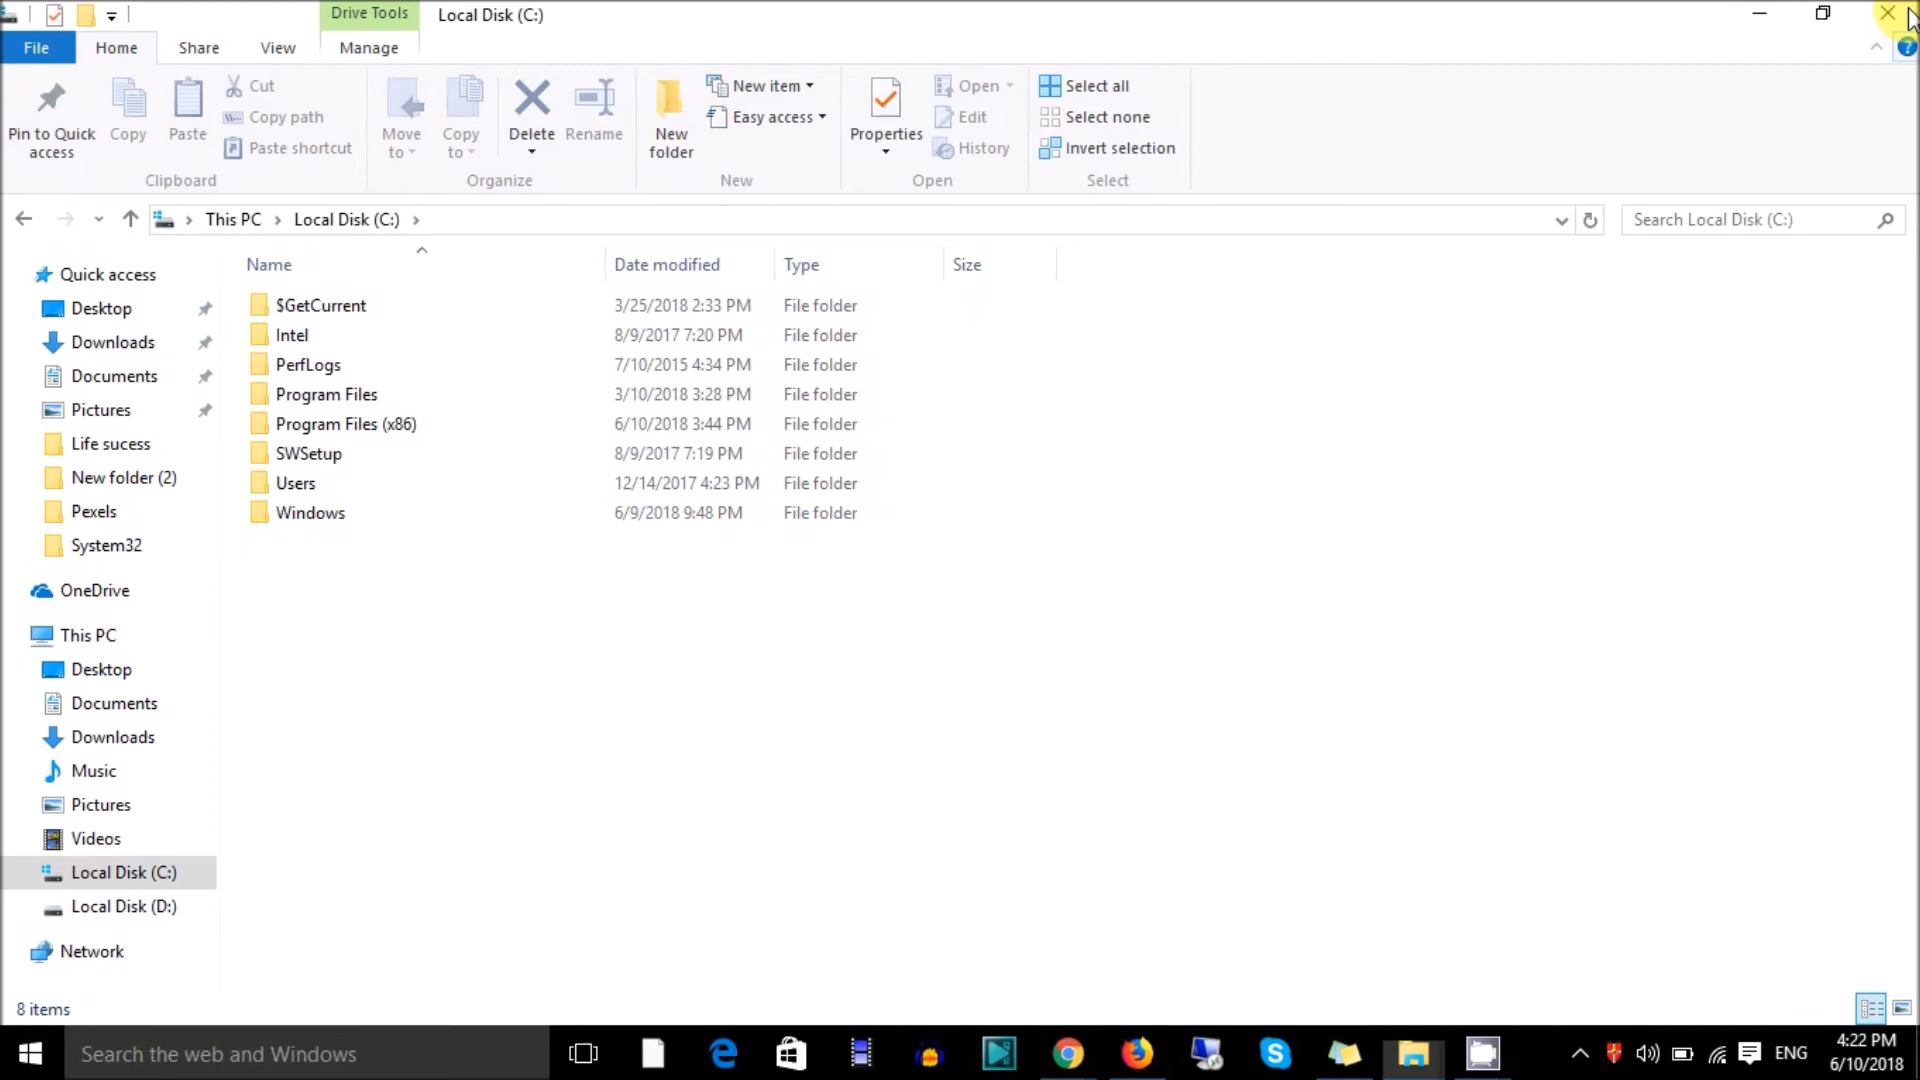 Drive Tools Local Disk (C:)
File Home Share View Manage
Pin to Quick access
Copy
Paste
Cut
Copy path
Paste shortcut
Clipboard
Move to
Copy to
Delete
Rename
Organize
New folder
New item
Easy access
New
Properties
Open
Edit
History
Open
Select all
Select none
Invert selection
Select
This PC Local Disk (C:)
Search Local Disk (C:)
Quick access
Desktop
Downloads
Documents
Pictures
Life sucess
New folder (2)
Pexels
System32
OneDrive
This PC
Desktop
Documents
Downloads
Music
Pictures
Videos
Local Disk (C:)
Local Disk (D:)
Network
Name Date modified Type Size
$GetCurrent 3/25/2018 2:33 PM File folder
Intel 8/9/2017 7:20 PM File folder
PerfLogs 7/10/2015 4:34 PM File folder
Program Files 3/10/2018 3:28 PM File folder
Program Files (x86) 6/10/2018 3:44 PM File folder
SWSetup 8/9/2017 7:19 PM File folder
Users 12/14/2017 4:23 PM File folder
Windows 6/9/2018 9:48 PM File folder
8 items
Search the web and Windows
ENG
4:22 PM
6/10/2018